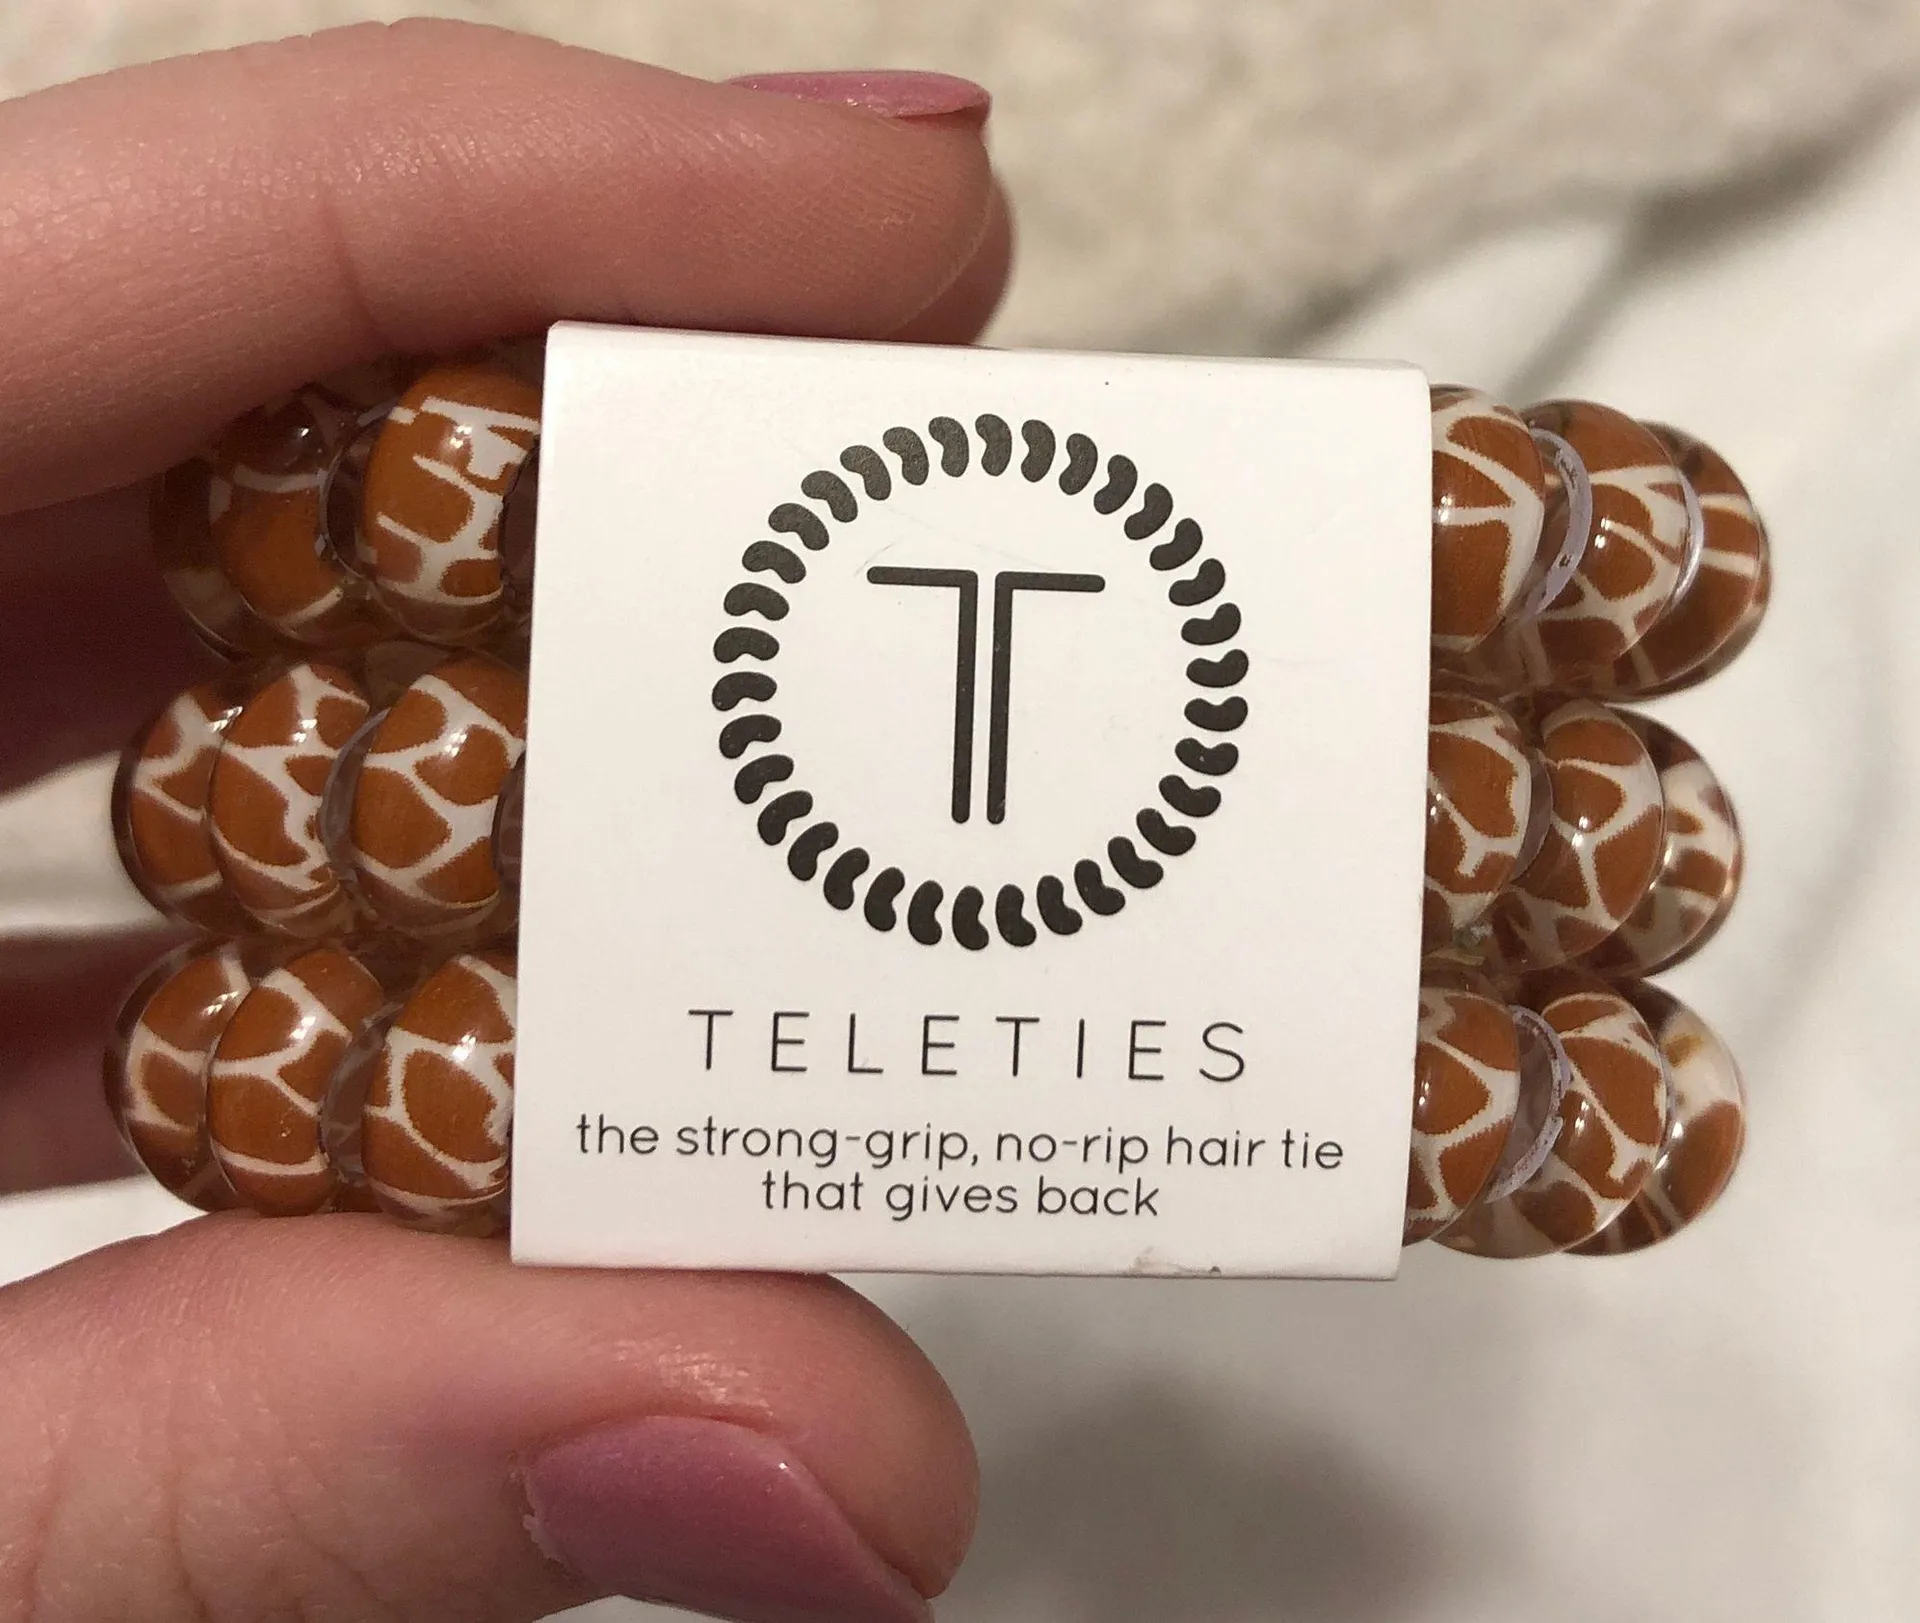 T
TELETIES
the strong-grip, no-rip hair tie
that gives back